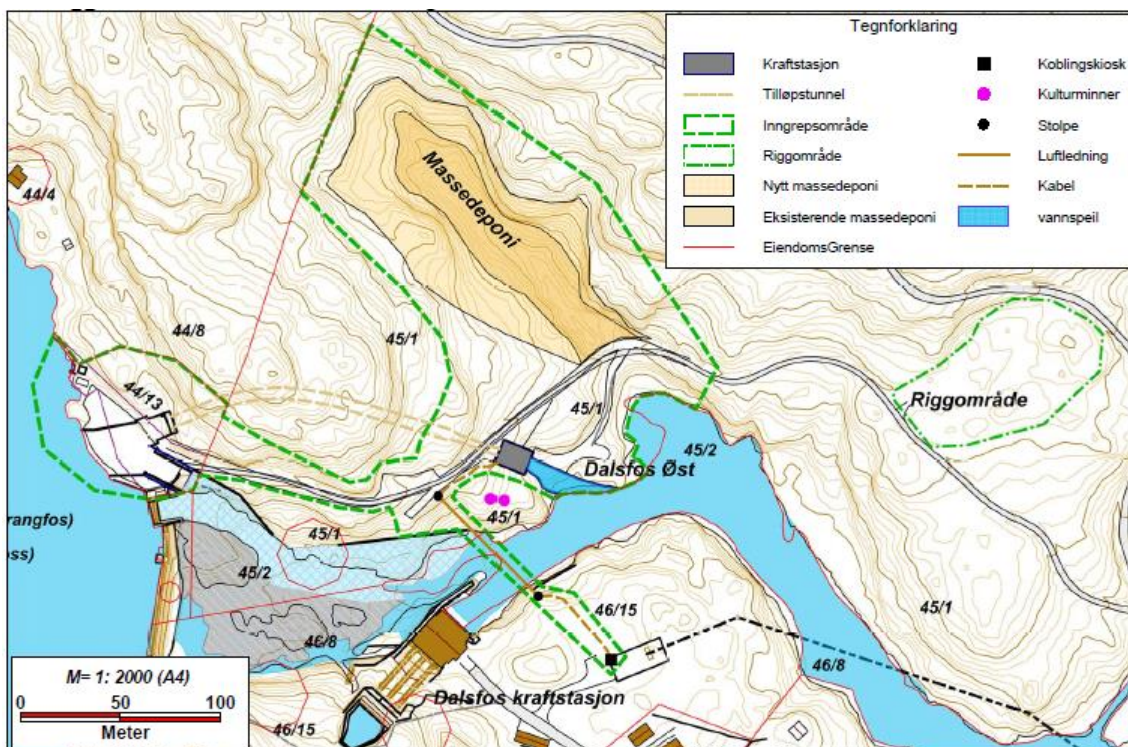 Tegnforklaring
Kraftstasjon
Tilløpstunnel
Inngrepsområde
Riggområde
Nytt massedeponi
Eksisterende massedeponi
EiendomsGrense
Koblingskiosk
Kulturminner
Stolpe
Luftledning
Kabel
vannspeil
44/4
Massedeponi
44/8
45/1
44/13
45/1
Riggområde
45/2
Dalsfos Øst
45/1
rangfos)
45/1
oss)
45/2
45/1
46/15
46/8
46/8
Dalsfos kraftstasjon
46/15
M= 1: 2000 (A4)
0 50 100
Meter